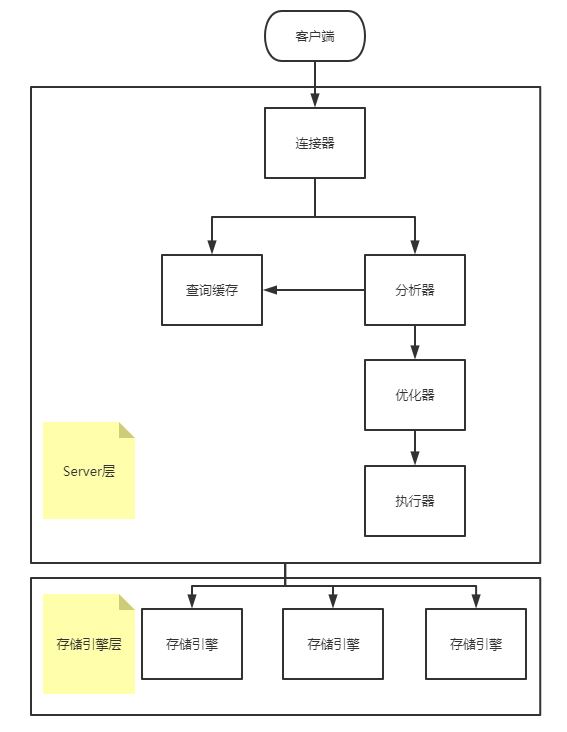 客户端
连接器
查询缓存
分析器
优化器
Server层
执行器
存储引擎层
存储引擎
存储引擎
存储引擎